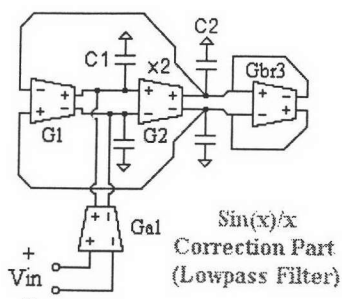 C2
C1
x2
Gbr3
- + + -
+ - - +
+ - + -
G1
G2
Ga1
- +
+ -
Sin(x)/x
Correction Part
(Lowpass Filter)
+
Vin
-